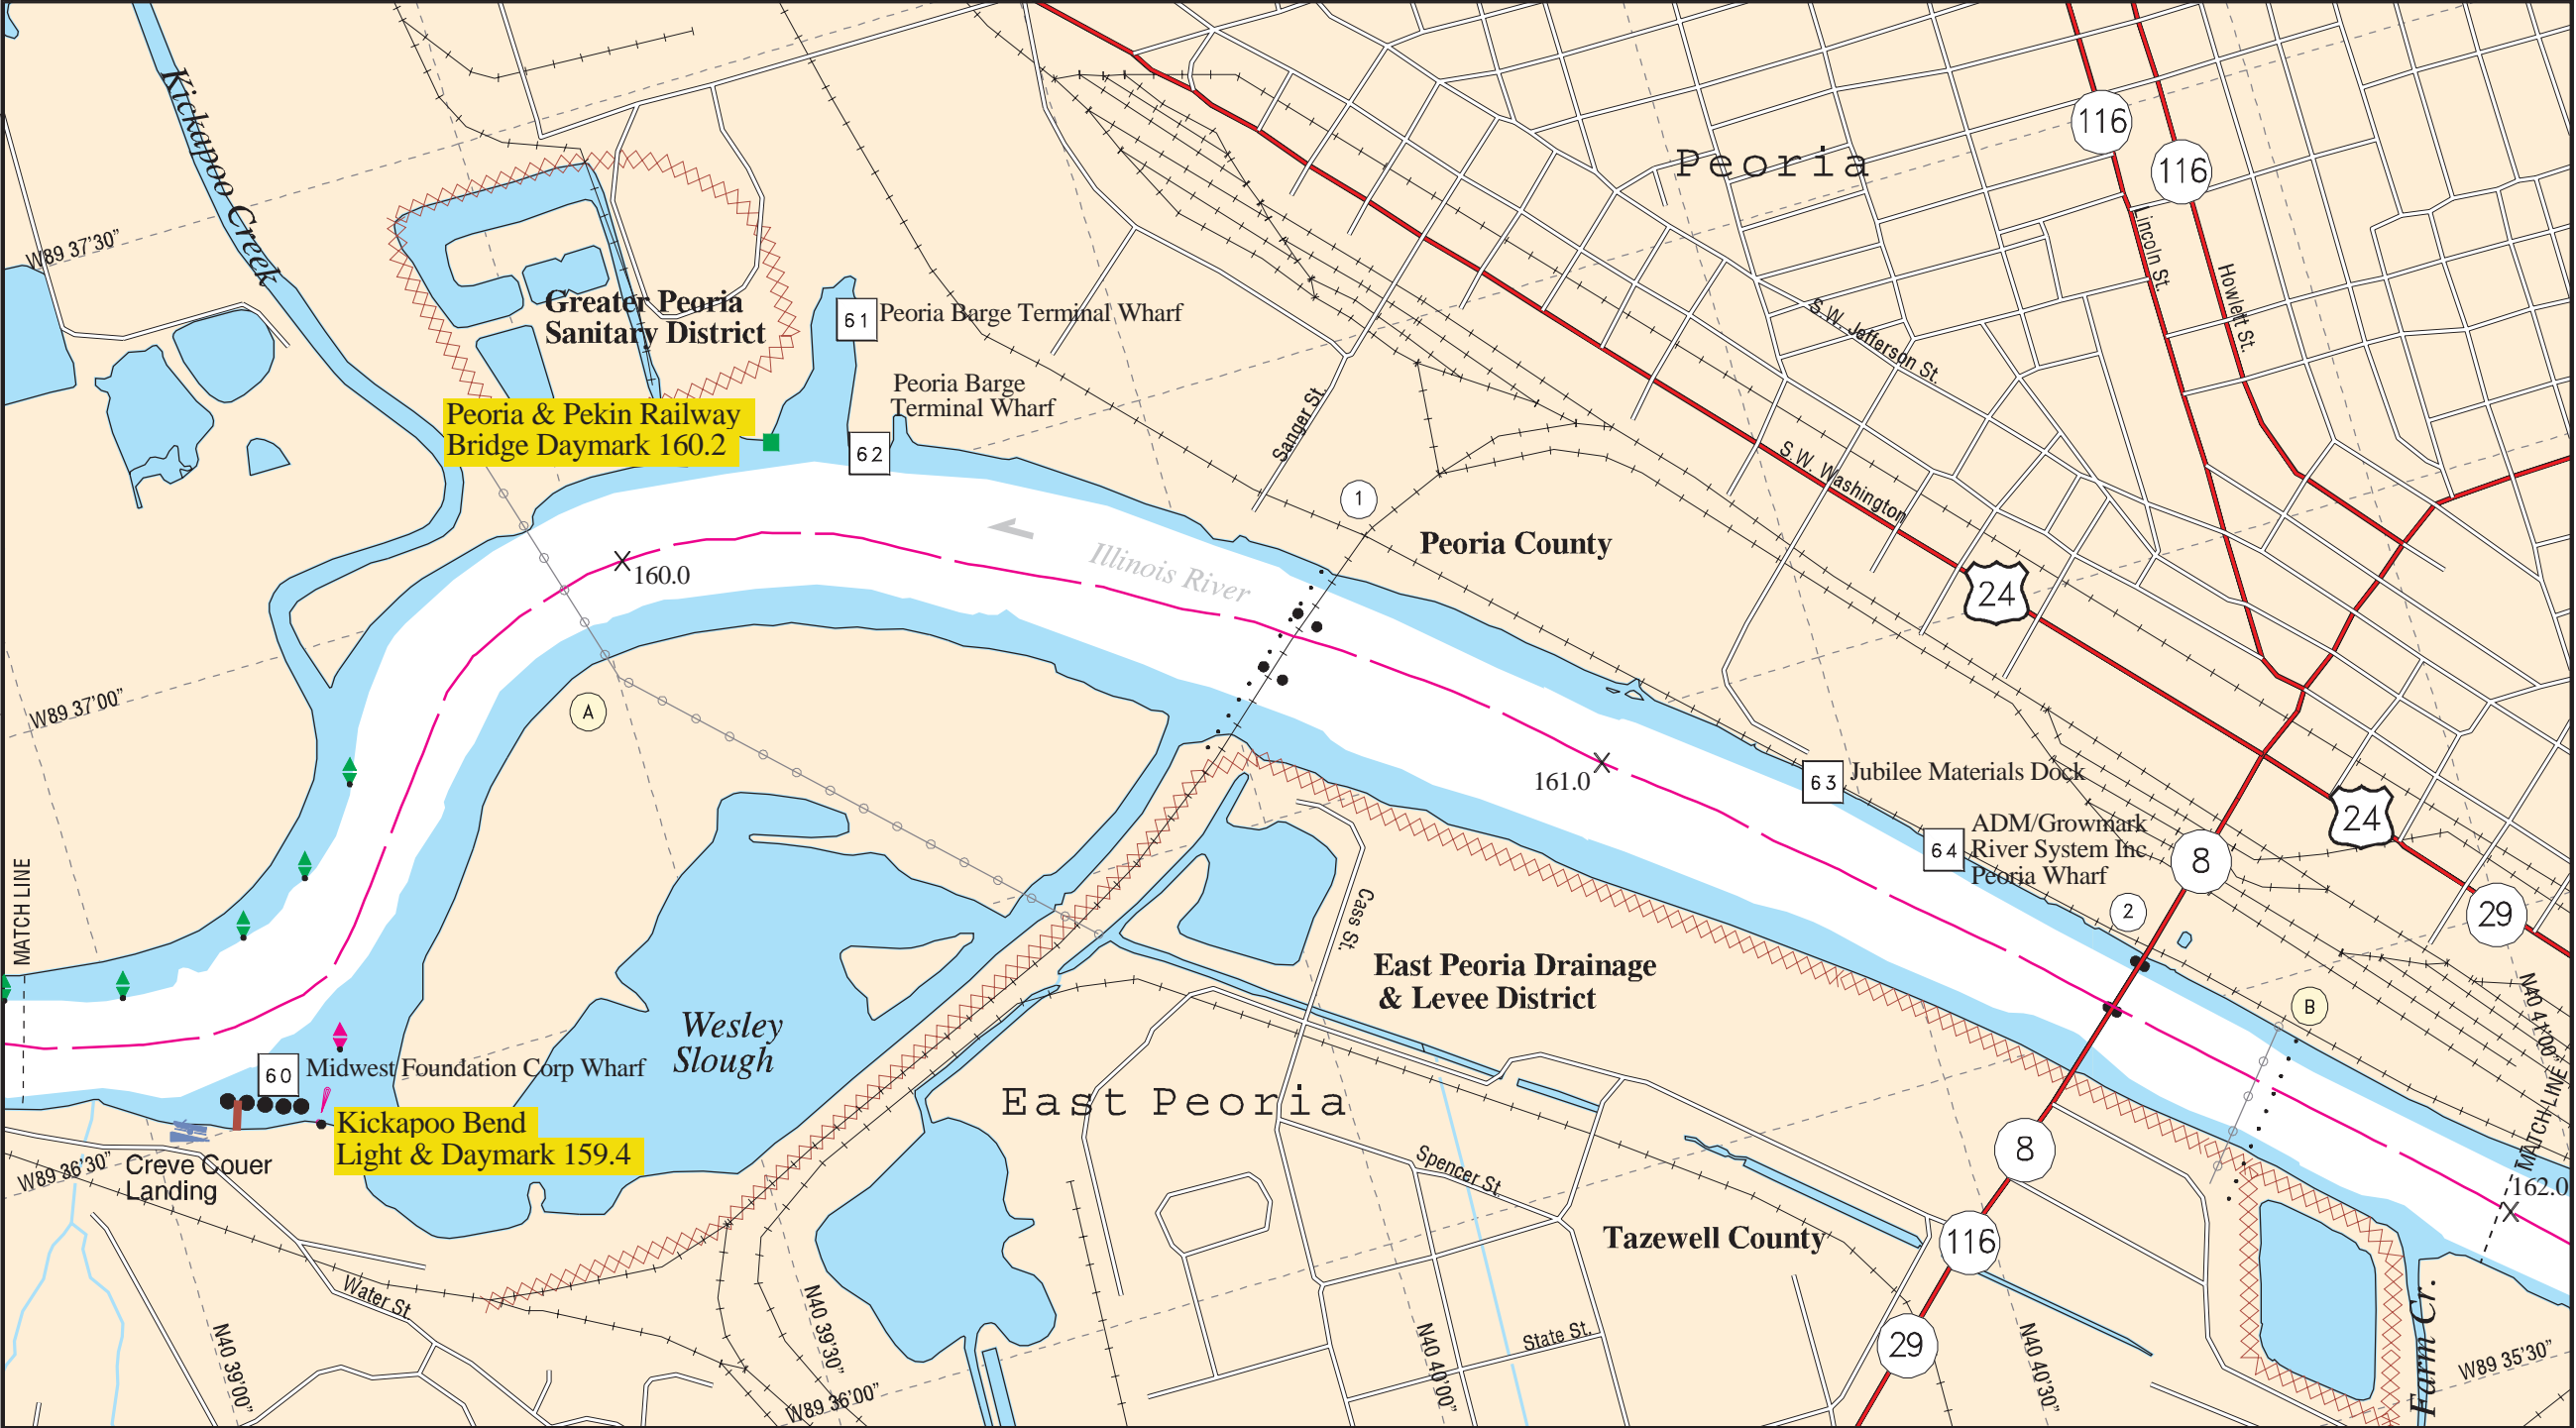 Kickapoo Creek
116
Peoria
116
W89 37'30"
Lincoln St.
Howlett St.
Greater Peoria
Sanitary District
61
Peoria Barge Terminal Wharf
S.W. Jefferson St.
Peoria Barge
Terminal Wharf
Peoria & Pekin Railway
Bridge Daymark 160.2
62
Sanger St.
S.W. Washington
1
Peoria County
Illinois River
160.0
24
W89 37'00"
A
161.0
63
Jubilee Materials Dock
24
ADM/Growmark
River System Inc
Peoria Wharf
64
8
MATCH LINE
Cass St.
2
29
East Peoria Drainage
& Levee District
B
N40 41'00"
Wesley
Slough
60
Midwest Foundation Corp Wharf
East Peoria
MATCH LINE
Kickapoo Bend
Light & Daymark 159.4
8
W89 36'30"
Creve Couer
Landing
Spencer St.
162.0
Tazewell County
116
Water St.
N40 39'00"
N40 39'30"
State St.
N40 40'00"
29
N40 40'30"
Farm Cr.
W89 36'00"
W89 35'30"